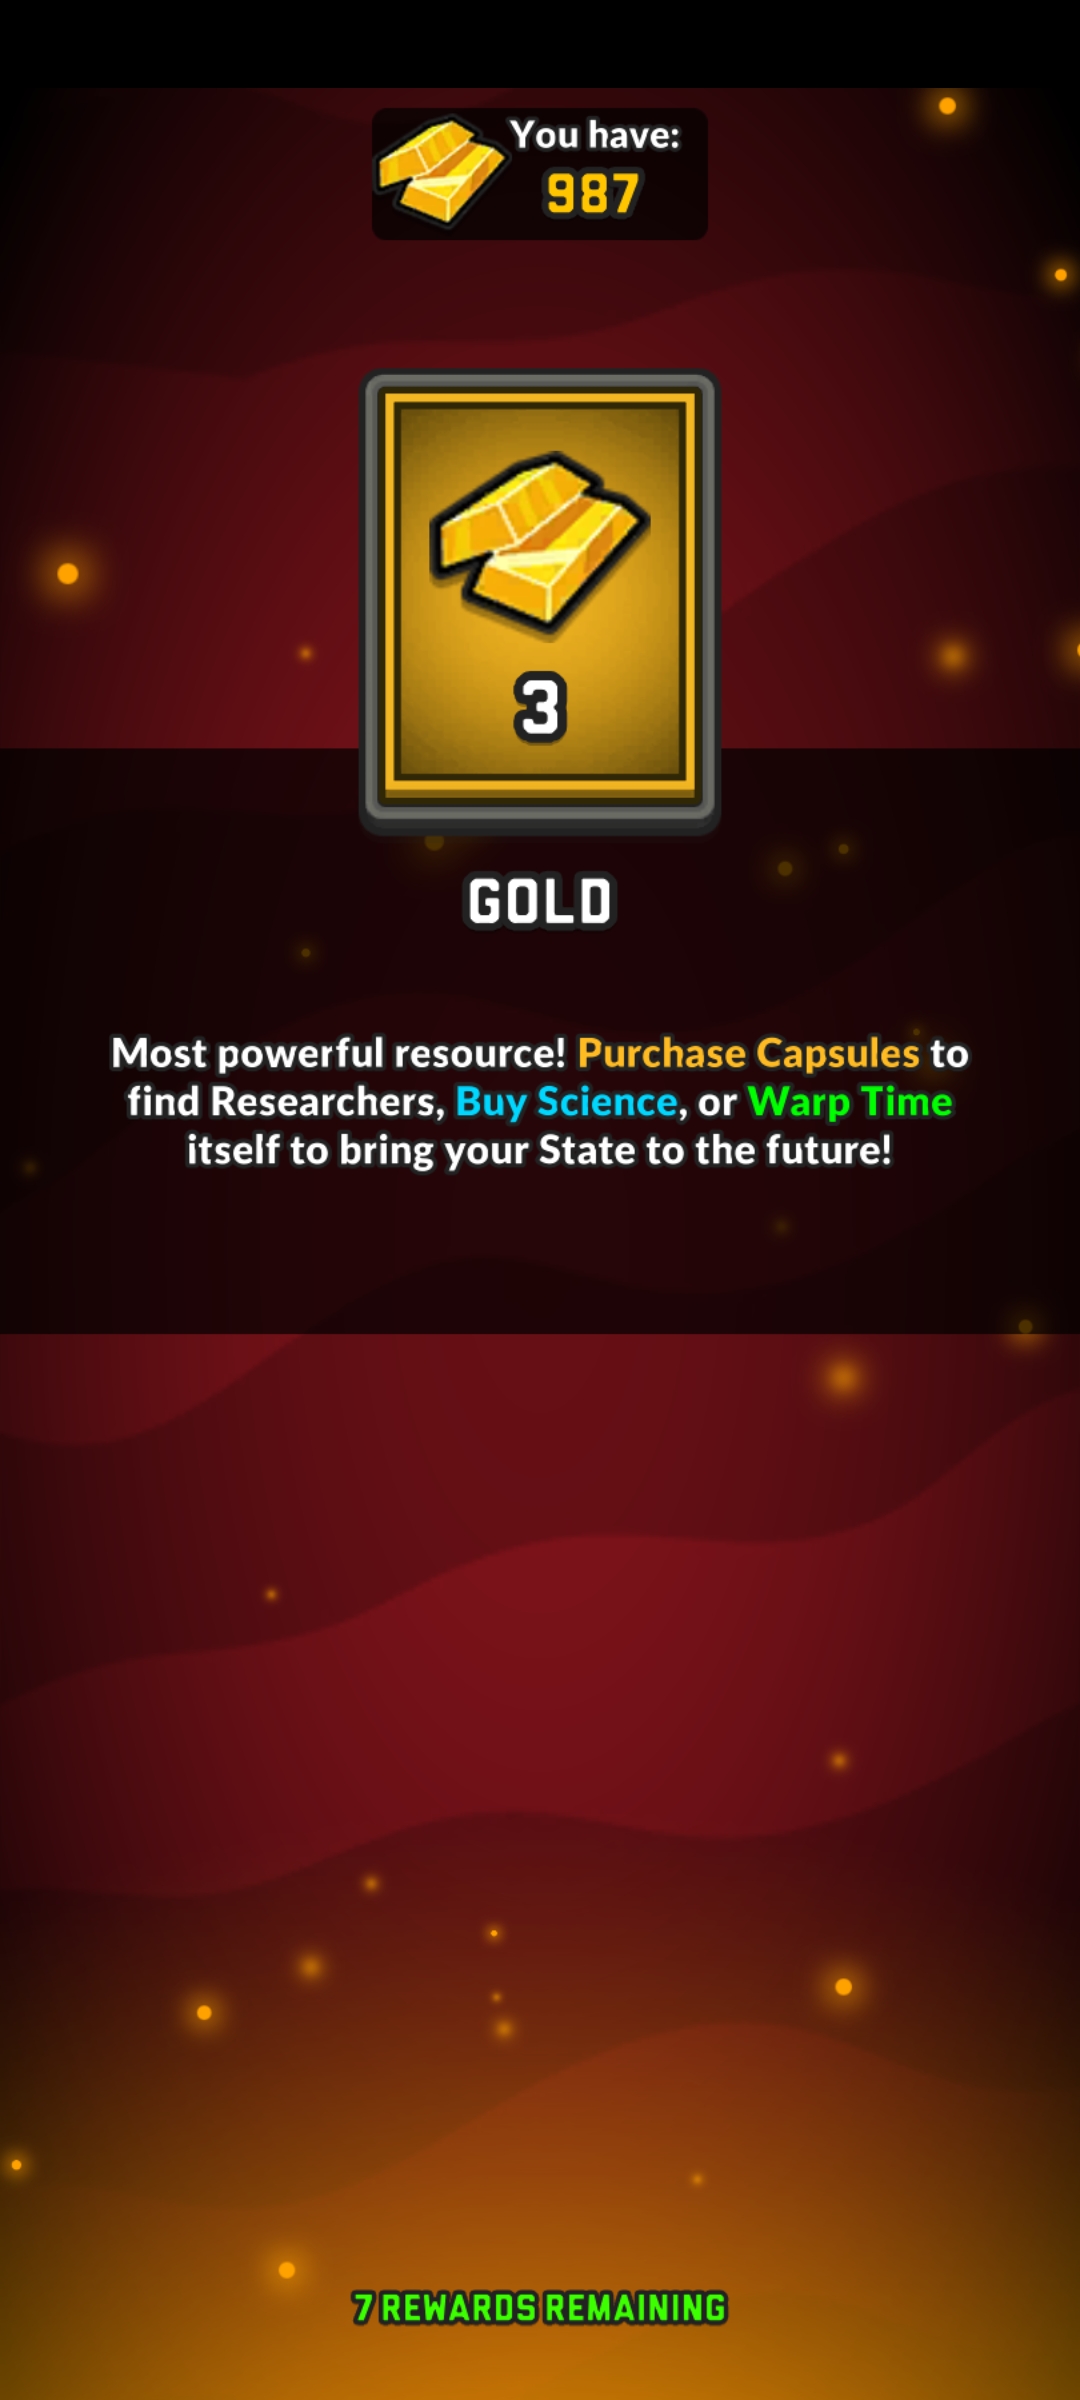 You have:
987
3
GOLD
Most powerful resource! Purchase Capsules to
find Researchers, Buy Science, or Warp Time
itself to bring your State to the future!
7 REWARDS REMAINING